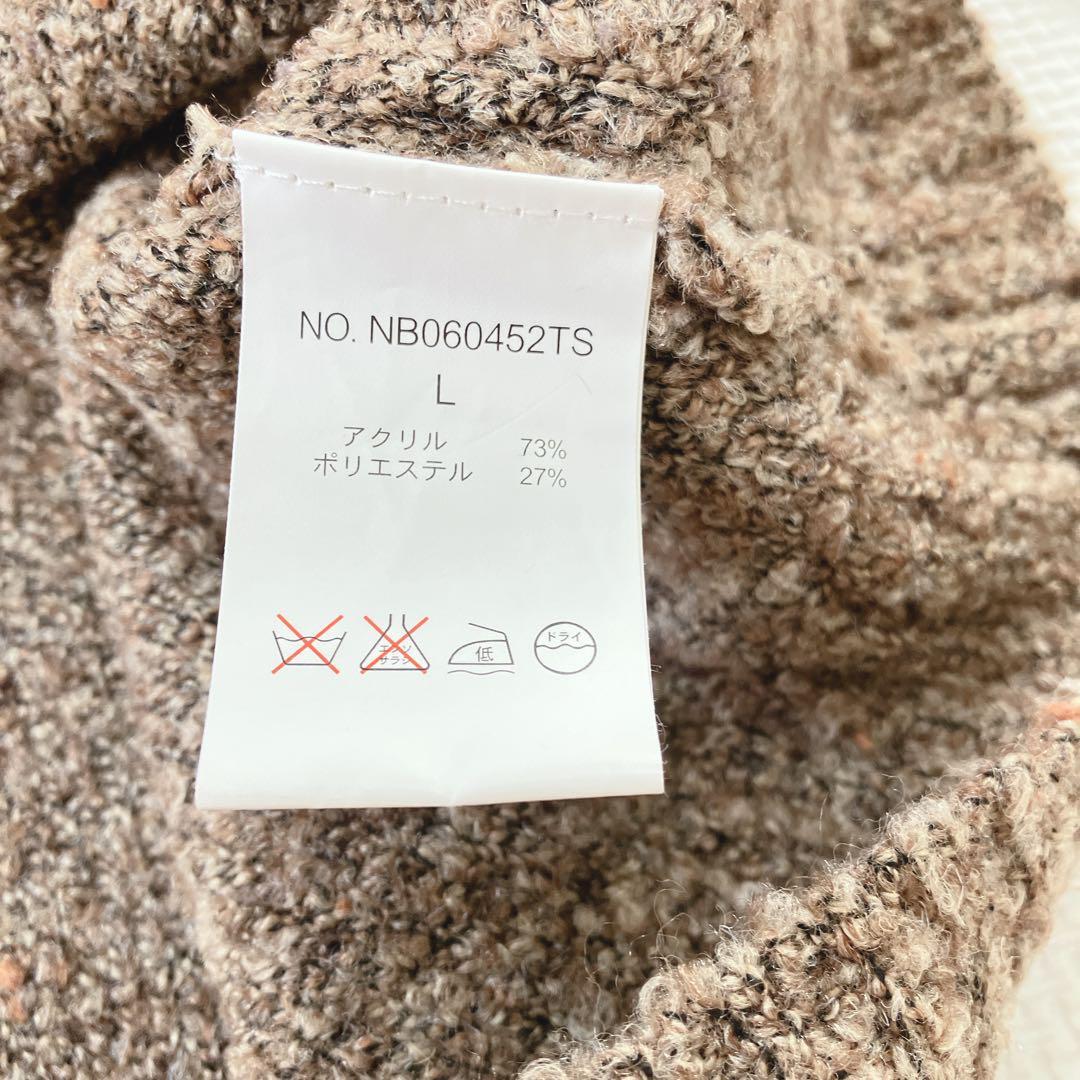 NO. NB060452TS
L
アクリル 73%
ポリエステル 27%
エンソ
サラシ
低
ドライ